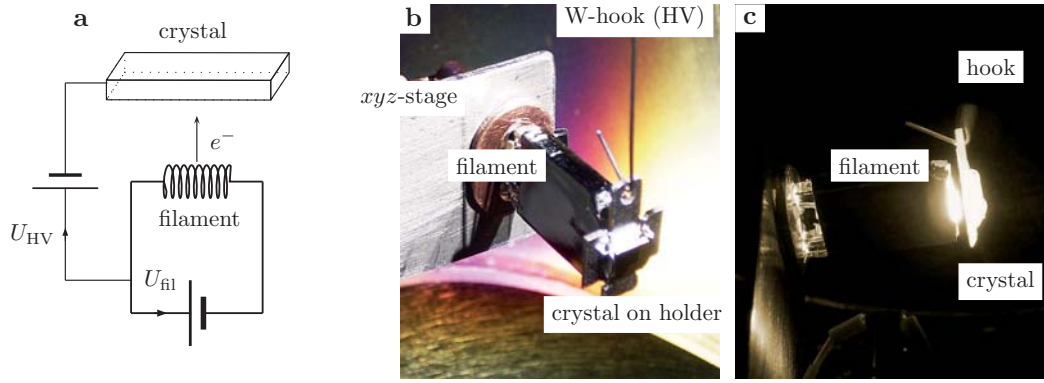 a
crystal
e⁻
filament
U_HV
U_fil
b
W-hook (HV)
xyz-stage
filament
crystal on holder
c
hook
filament
crystal